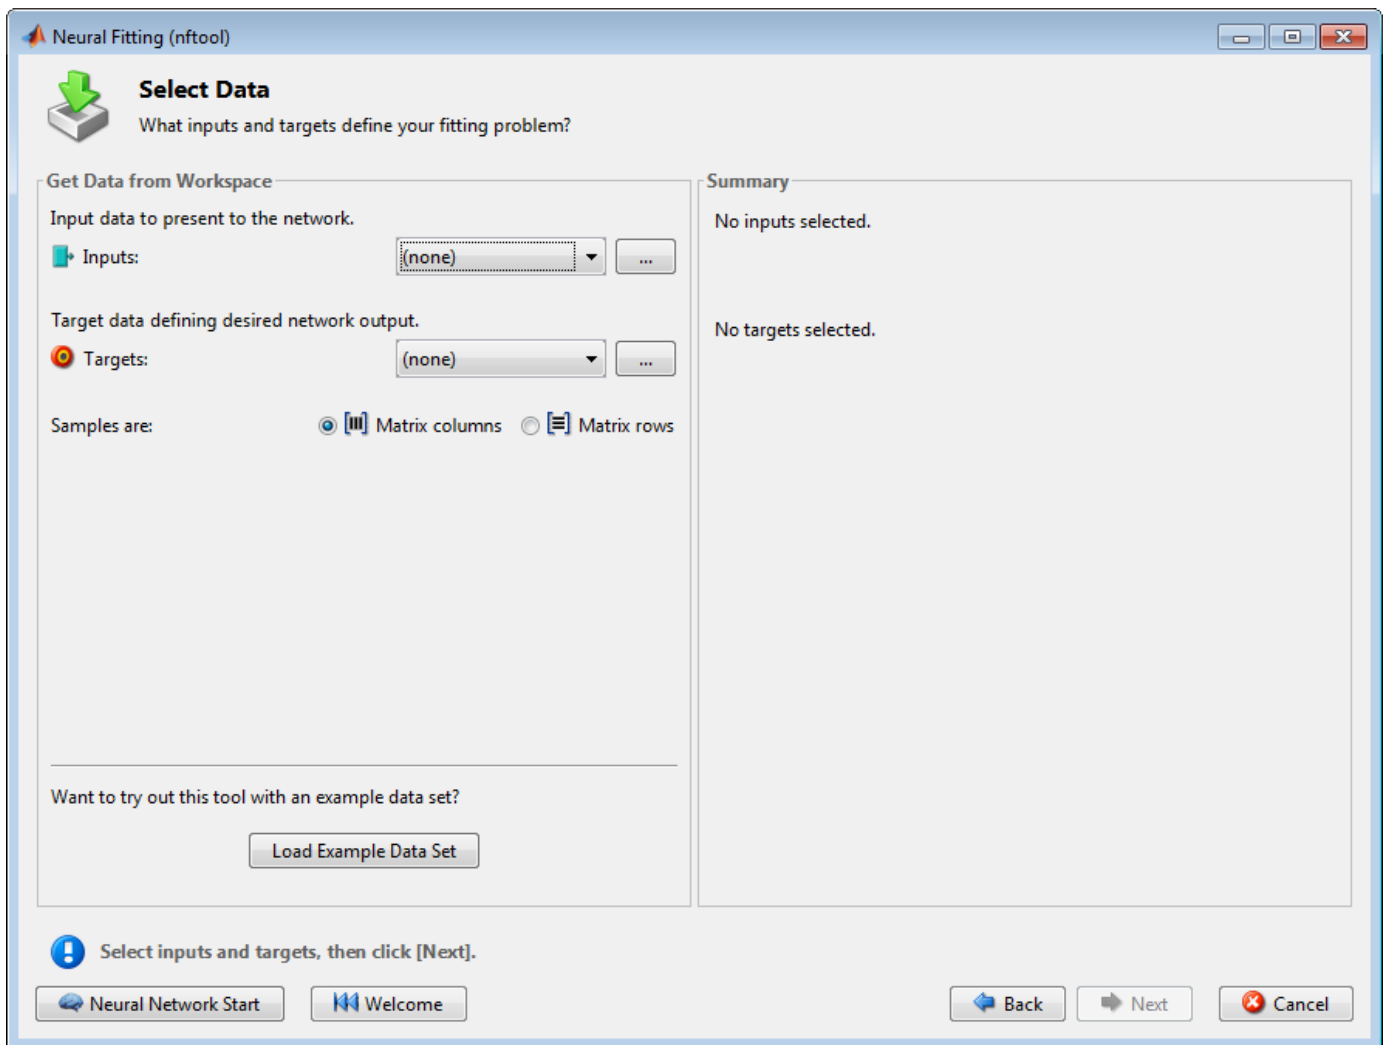 Neural Fitting (nftool)
Select Data
What inputs and targets define your fitting problem?
Get Data from Workspace
Input data to present to the network.
Inputs:
(none)
...
Target data defining desired network output.
Targets:
(none)
...
Samples are:
Matrix columns
Matrix rows
Want to try out this tool with an example data set?
Load Example Data Set
Summary
No inputs selected.
No targets selected.
Select inputs and targets, then click [Next].
Neural Network Start
Welcome
Back
Next
Cancel